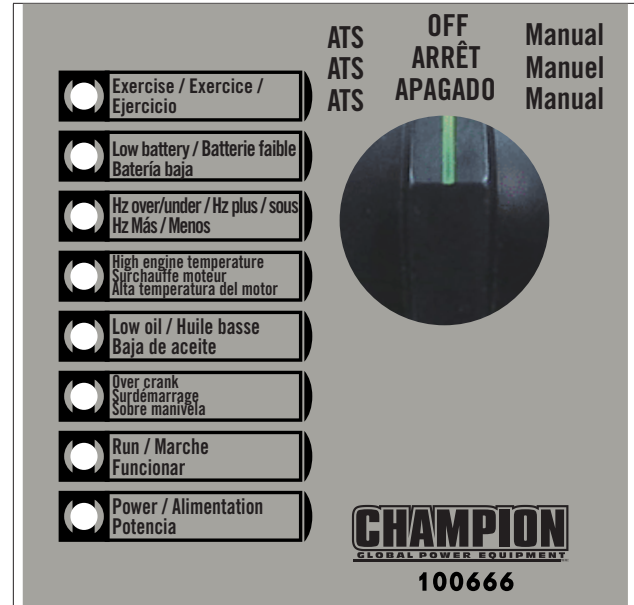 ATS OFF Manual
ATS ARRÊT Manuel
ATS APAGADO Manual
Exercise / Exercice /
Ejercicio
Low battery / Batterie faible
Batería baja
Hz over/under / Hz plus / sous
Hz Más / Menos
High engine temperature
Surchauffe moteur
Alta temperatura del motor
Low oil / Huile basse
Baja de aceite
Over crank
Surdémarrage
Sobre manivela
Run / Marche
Funcionar
Power / Alimentation
Potencia
CHAMPION
GLOBAL POWER EQUIPMENT
100666